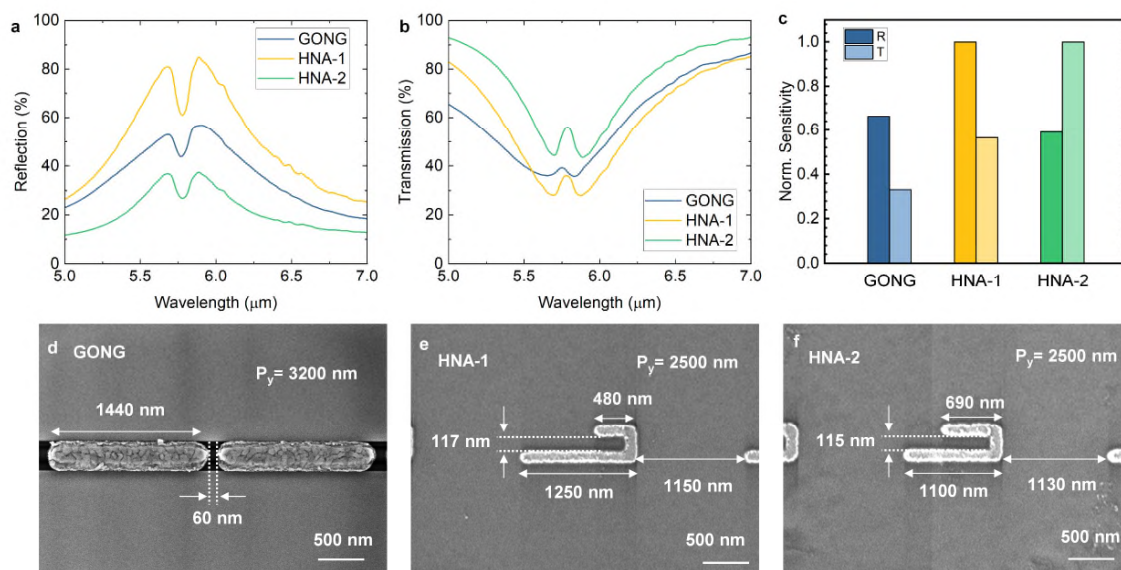 a
GONG
HNA-1
HNA-2
100
80
60
40
20
0
Reflection (%)
5.0
5.5
6.0
6.5
7.0
Wavelength (μm)
b
100
80
60
40
20
0
Transmission (%)
GONG
HNA-1
HNA-2
5.0
5.5
6.0
6.5
7.0
Wavelength (μm)
c
R
T
1.0
0.8
0.6
0.4
0.2
0.0
Norm. Sensitivity
GONG
HNA-1
HNA-2
d GONG
Py= 3200 nm
1440 nm
60 nm
500 nm
e
HNA-1
Py= 2500 nm
480 nm
117 nm
1250 nm
1150 nm
500 nm
f
HNA-2
Py= 2500 nm
690 nm
115 nm
1100 nm
1130 nm
500 nm